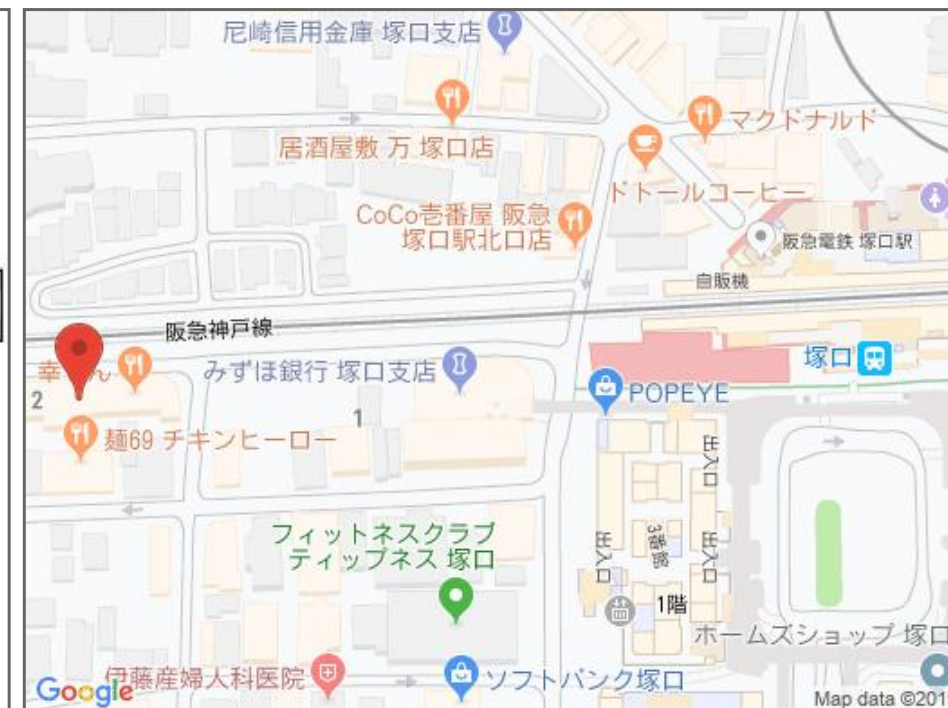 尼崎信用金庫 塚口支店
マクドナルド
居酒屋敷 万 塚口店
ドトールコーヒー
CoCo壱番屋 阪急
塚口駅北口店
阪急電鉄 塚口駅
自販機
阪急神戸線
塚口
幸
ん
みずほ銀行 塚口支店
POPEYE
2
1
麺69 チキンヒーロー
出入口
フィットネスクラブ
ティップネス 塚口
出入口
3番館
出入口
1階
ホームズショップ 塚口
伊藤産婦人科医院
ソフトバンク塚口
Google
Map data ©201